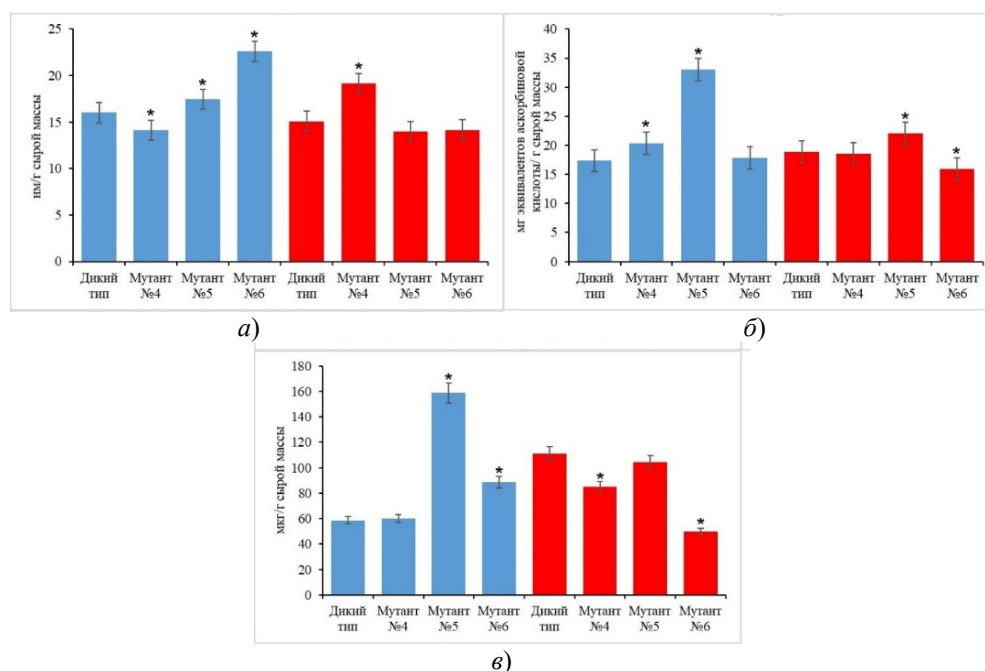 нм/г сырой массы
25
20
15
10
5
0
*
*
*
*
Дикий тип
Мутант №4
Мутант №5
Мутант №6
Дикий тип
Мутант №4
Мутант №5
Мутант №6
а)
мг эквивалентов аскорбиновой
кислоты/ г сырой массы
40
35
30
25
20
15
10
5
0
*
*
*
*
Дикий тип
Мутант №4
Мутант №5
Мутант №6
Дикий тип
Мутант №4
Мутант №5
Мутант №6
б)
мкг/г сырой массы
180
160
140
120
100
80
60
40
20
0
*
*
*
*
Дикий тип
Мутант №4
Мутант №5
Мутант №6
Дикий тип
Мутант №4
Мутант №5
Мутант №6
в)